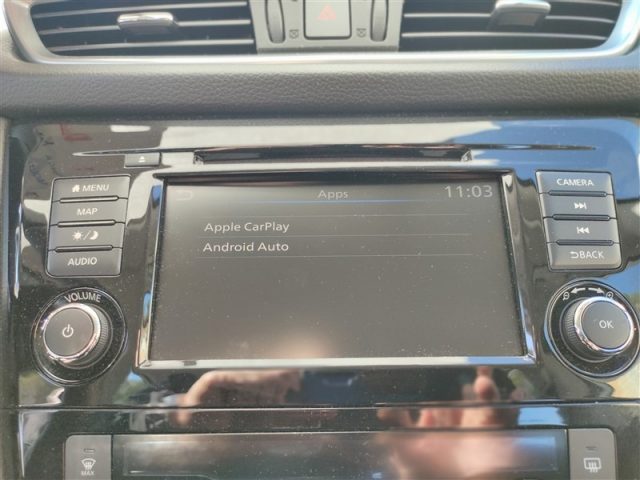 Apps 11:03
Apple CarPlay
Android Auto
MENU
MAP
AUDIO
VOLUME
CAMERA
BACK
OK
MAX